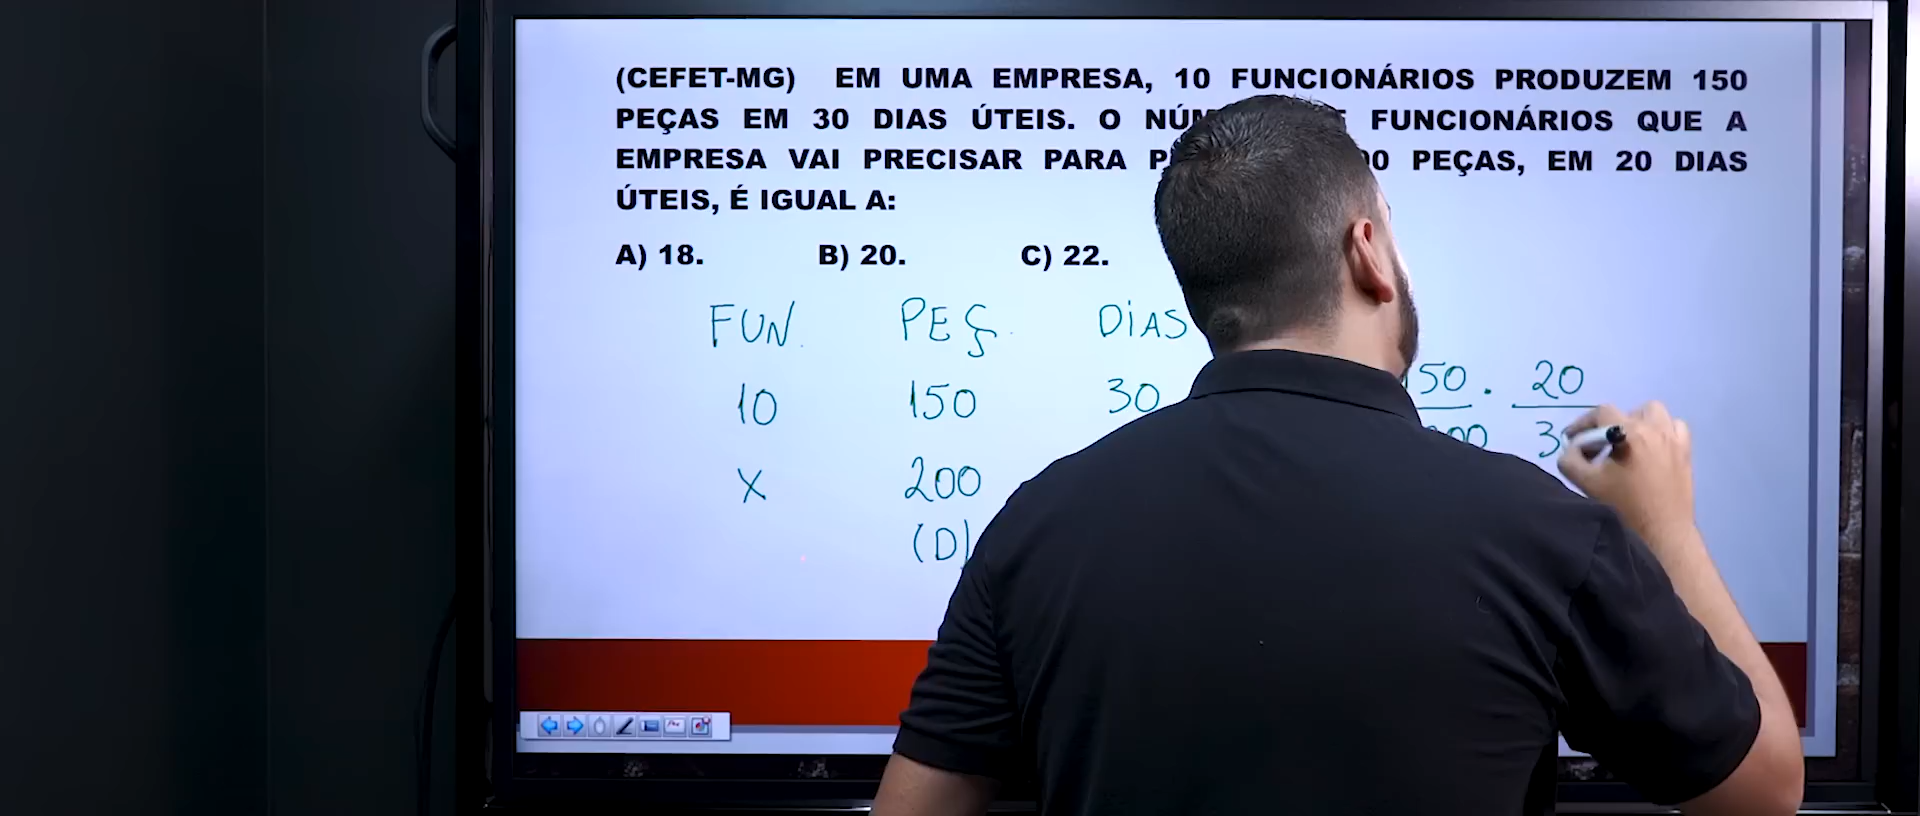 (CEFET-MG) EM UMA EMPRESA, 10 FUNCIONÁRIOS PRODUZEM 150
PEÇAS EM 30 DIAS ÚTEIS. O FUNCIONÁRIOS QUE A
EMPRESA VAI PRECISAR PARA PEÇAS, EM 20 DIAS
ÚTEIS, É IGUAL A:
A) 18. B) 20. C) 22.
FUN. PEÇ. DIAS
10 150 30
150 . 20
X 200
(D)